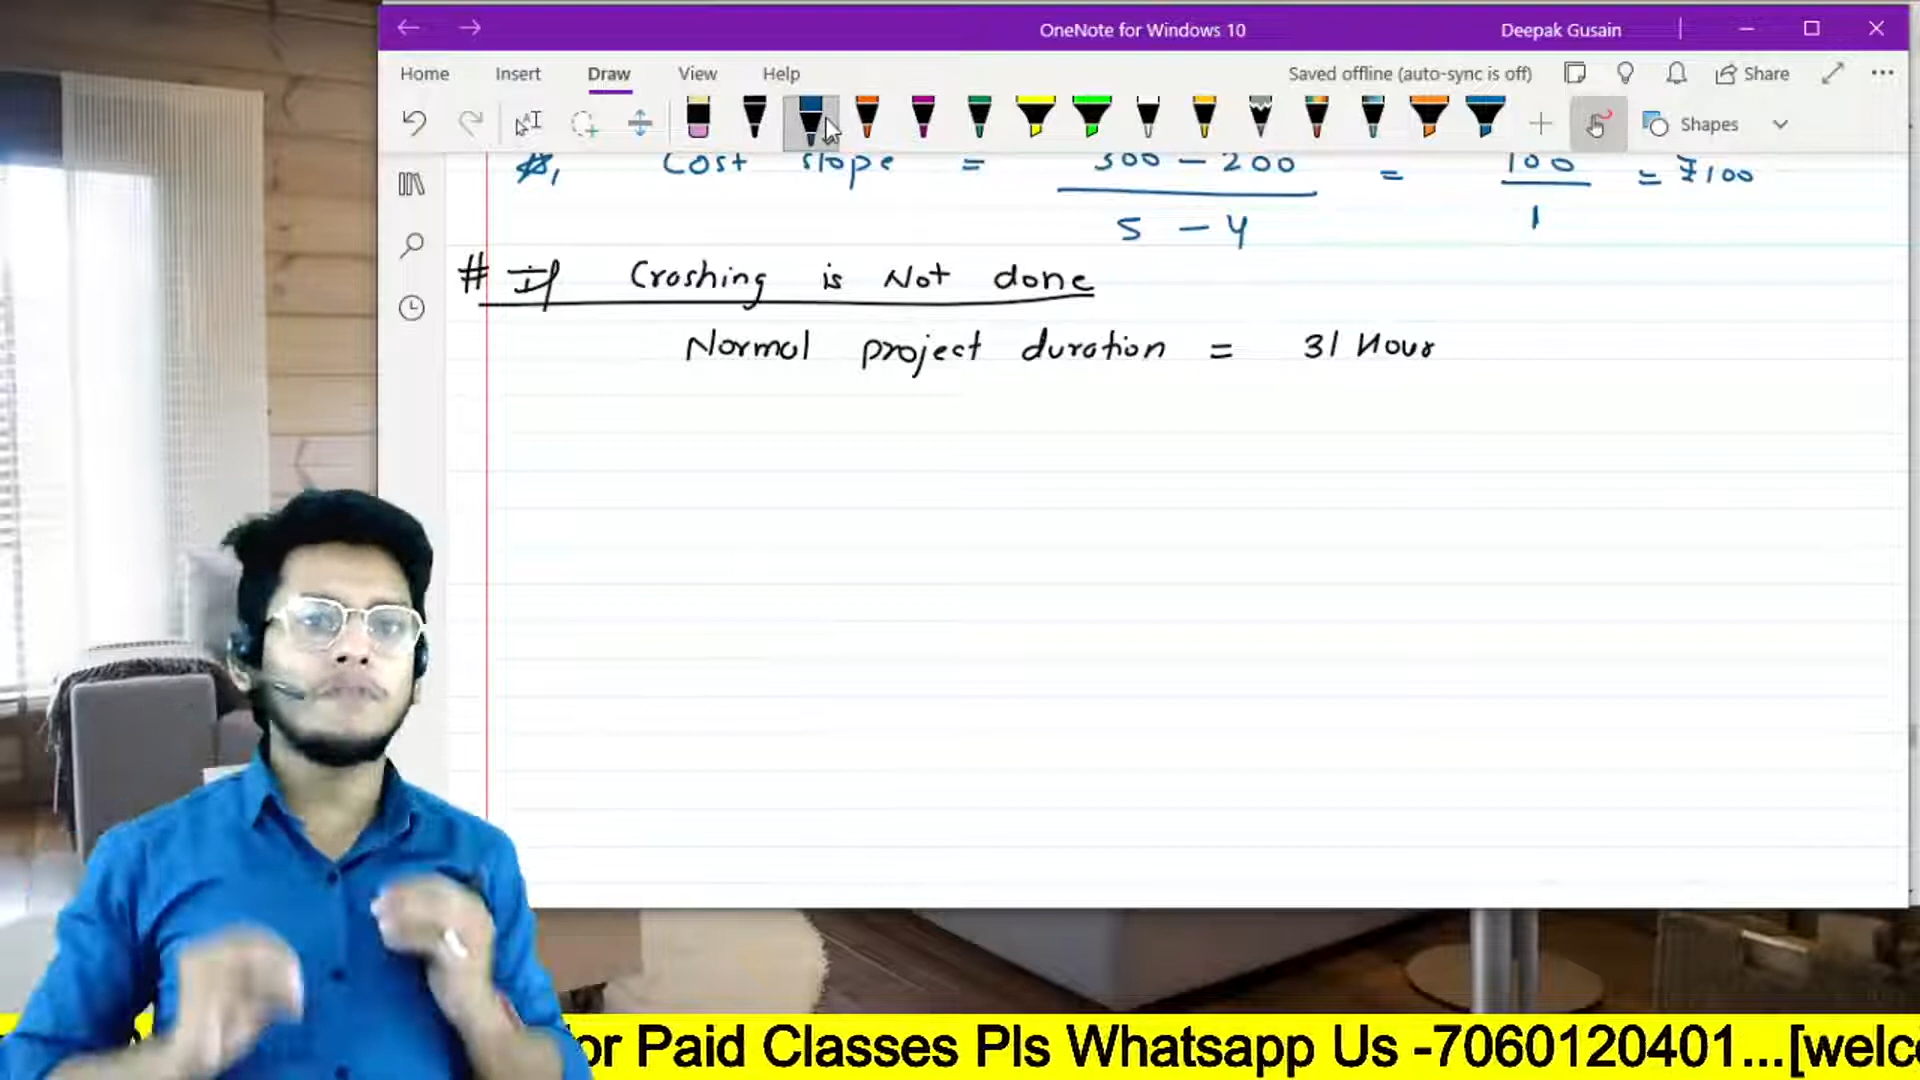 OneNote for Windows 10 Deepak Gusain
Home Insert Draw View Help Saved offline (auto-sync is off) Share
Shapes
Cost slope = 300 - 200 = 100 = ₹100
5 - 4 1
# If Crashing is Not done
Normal project duration = 31 Hour
or Paid Classes Pls Whatsapp Us -7060120401...[welc